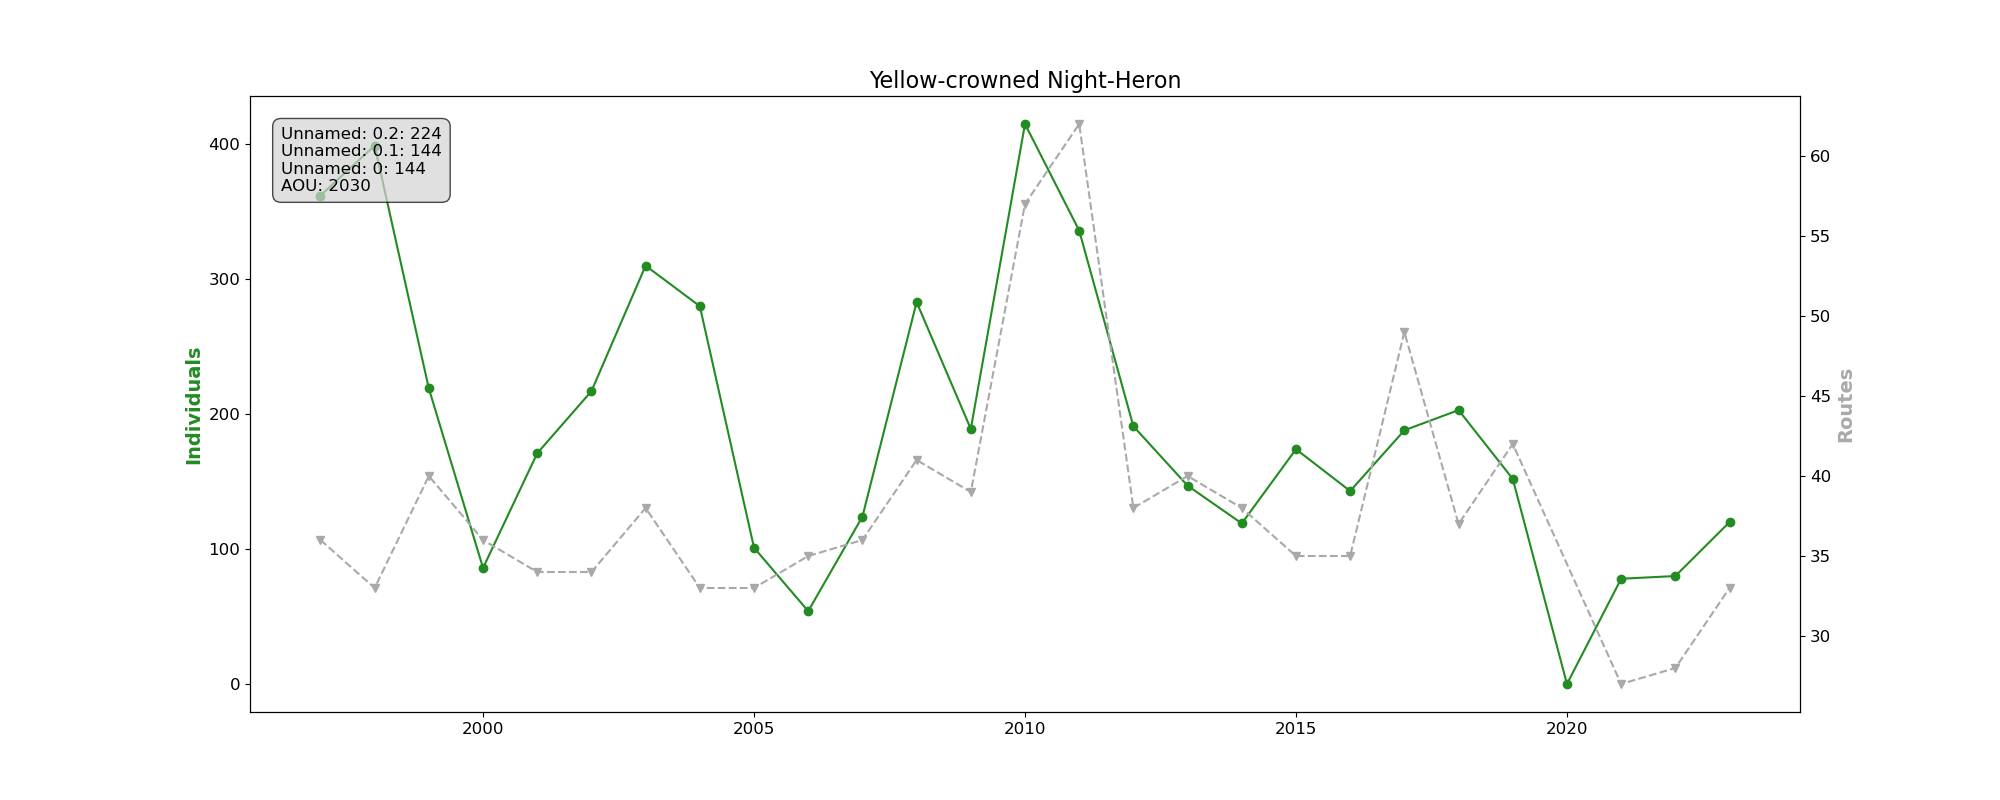 Yellow-crowned Night-Heron
Unnamed: 0.2: 224
Unnamed: 0.1: 144
Unnamed: 0: 144
AOU: 2030
Individuals
400
300
200
100
0
Routes
60
55
50
45
40
35
30
2000
2005
2010
2015
2020